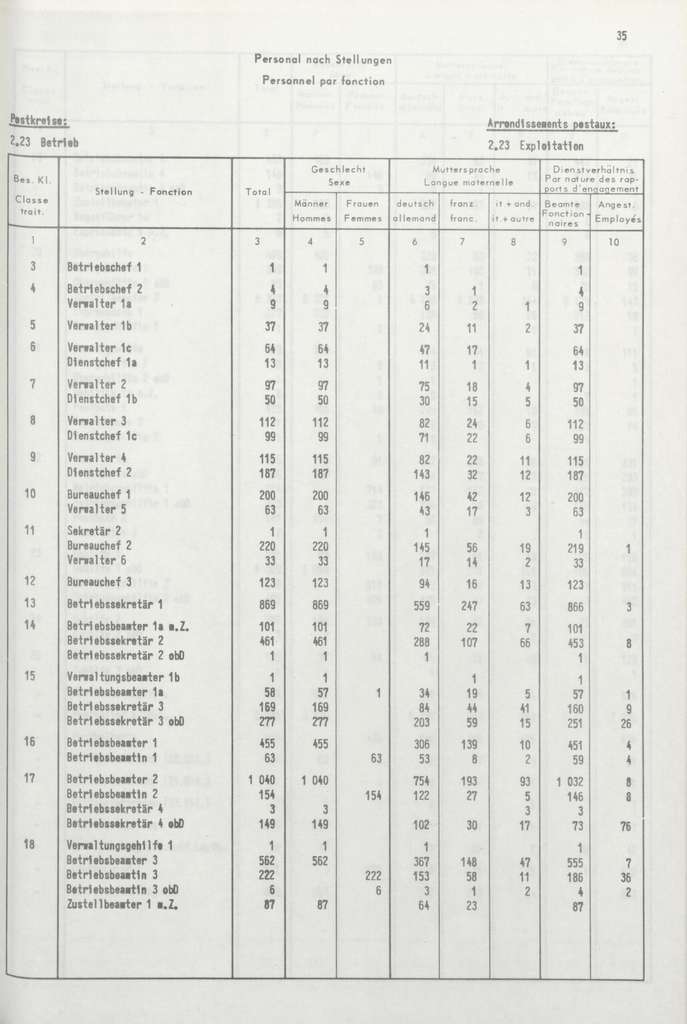 35
Personal nach Stellungen
Personnel par fonction
Postkreise: Arrondissements postaux:
2.23 Betrieb 2.23 Exploitation
Bes. Kl. Classe trait. | Stellung - Fonction | Total | Geschlecht Sexe | Muttersprache Langue maternelle | Dienstverhältnis Par nature des rapports d'engagement
Männer Hommes | Frauen Femmes | deutsch allemand | franz. franc. | it + and. it. + autre | Beamte Fonction-naires | Angest. Employés
1 2 3 4 5 6 7 8 9 10
3 Betriebschef 1 1 1 1 1
4 Betriebschef 2 4 4 3 1 4
Verwalter 1a 9 9 6 2 1 9
5 Verwalter 1b 37 37 24 11 2 37
6 Verwalter 1c 64 64 47 17 64
Dienstchef 1a 13 13 11 1 1 13
7 Verwalter 2 97 97 75 18 4 97
Dienstchef 1b 50 50 30 15 5 50
8 Verwalter 3 112 112 82 24 6 112
Dienstchef 1c 99 99 71 22 6 99
9 Verwalter 4 115 115 82 22 11 115
Dienstchef 2 187 187 143 32 12 187
10 Bureauchef 1 200 200 146 42 12 200
Verwalter 5 63 63 43 17 3 63
11 Sekretär 2 1 1 1 1
Bureauchef 2 220 220 145 56 19 219 1
Verwalter 6 33 33 17 14 2 33
12 Bureauchef 3 123 123 94 16 13 123
13 Betriebssekretär 1 869 869 559 247 63 866 3
14 Betriebsbeamter 1a m.Z. 101 101 72 22 7 101
Betriebssekretär 2 461 461 288 107 66 453 8
Betriebssekretär 2 obD 1 1 1 1
15 Verwaltungsbeamter 1b 1 1 1 1
Betriebsbeamter 1a 58 57 1 34 19 5 57 1
Betriebssekretär 3 169 169 84 44 41 160 9
Betriebssekretär 3 obD 277 277 203 59 15 251 26
16 Betriebsbeamter 1 455 455 306 139 10 451 4
Betriebsbeamtin 1 63 63 53 8 2 59 4
17 Betriebsbeamter 2 1 040 1 040 754 193 93 1 032 8
Betriebsbeamtin 2 154 154 122 27 5 146 8
Betriebssekretär 4 3 3 3 3
Betriebssekretär 4 obD 149 149 102 30 17 73 76
18 Verwaltungsgehilfe 1 1 1 1 1
Betriebsbeamter 3 562 562 367 148 47 555 7
Betriebsbeamtin 3 222 222 153 58 11 186 36
Betriebsbeamtin 3 obD 6 6 3 1 2 4 2
Zustellbeamter 1 m.Z. 87 87 64 23 87